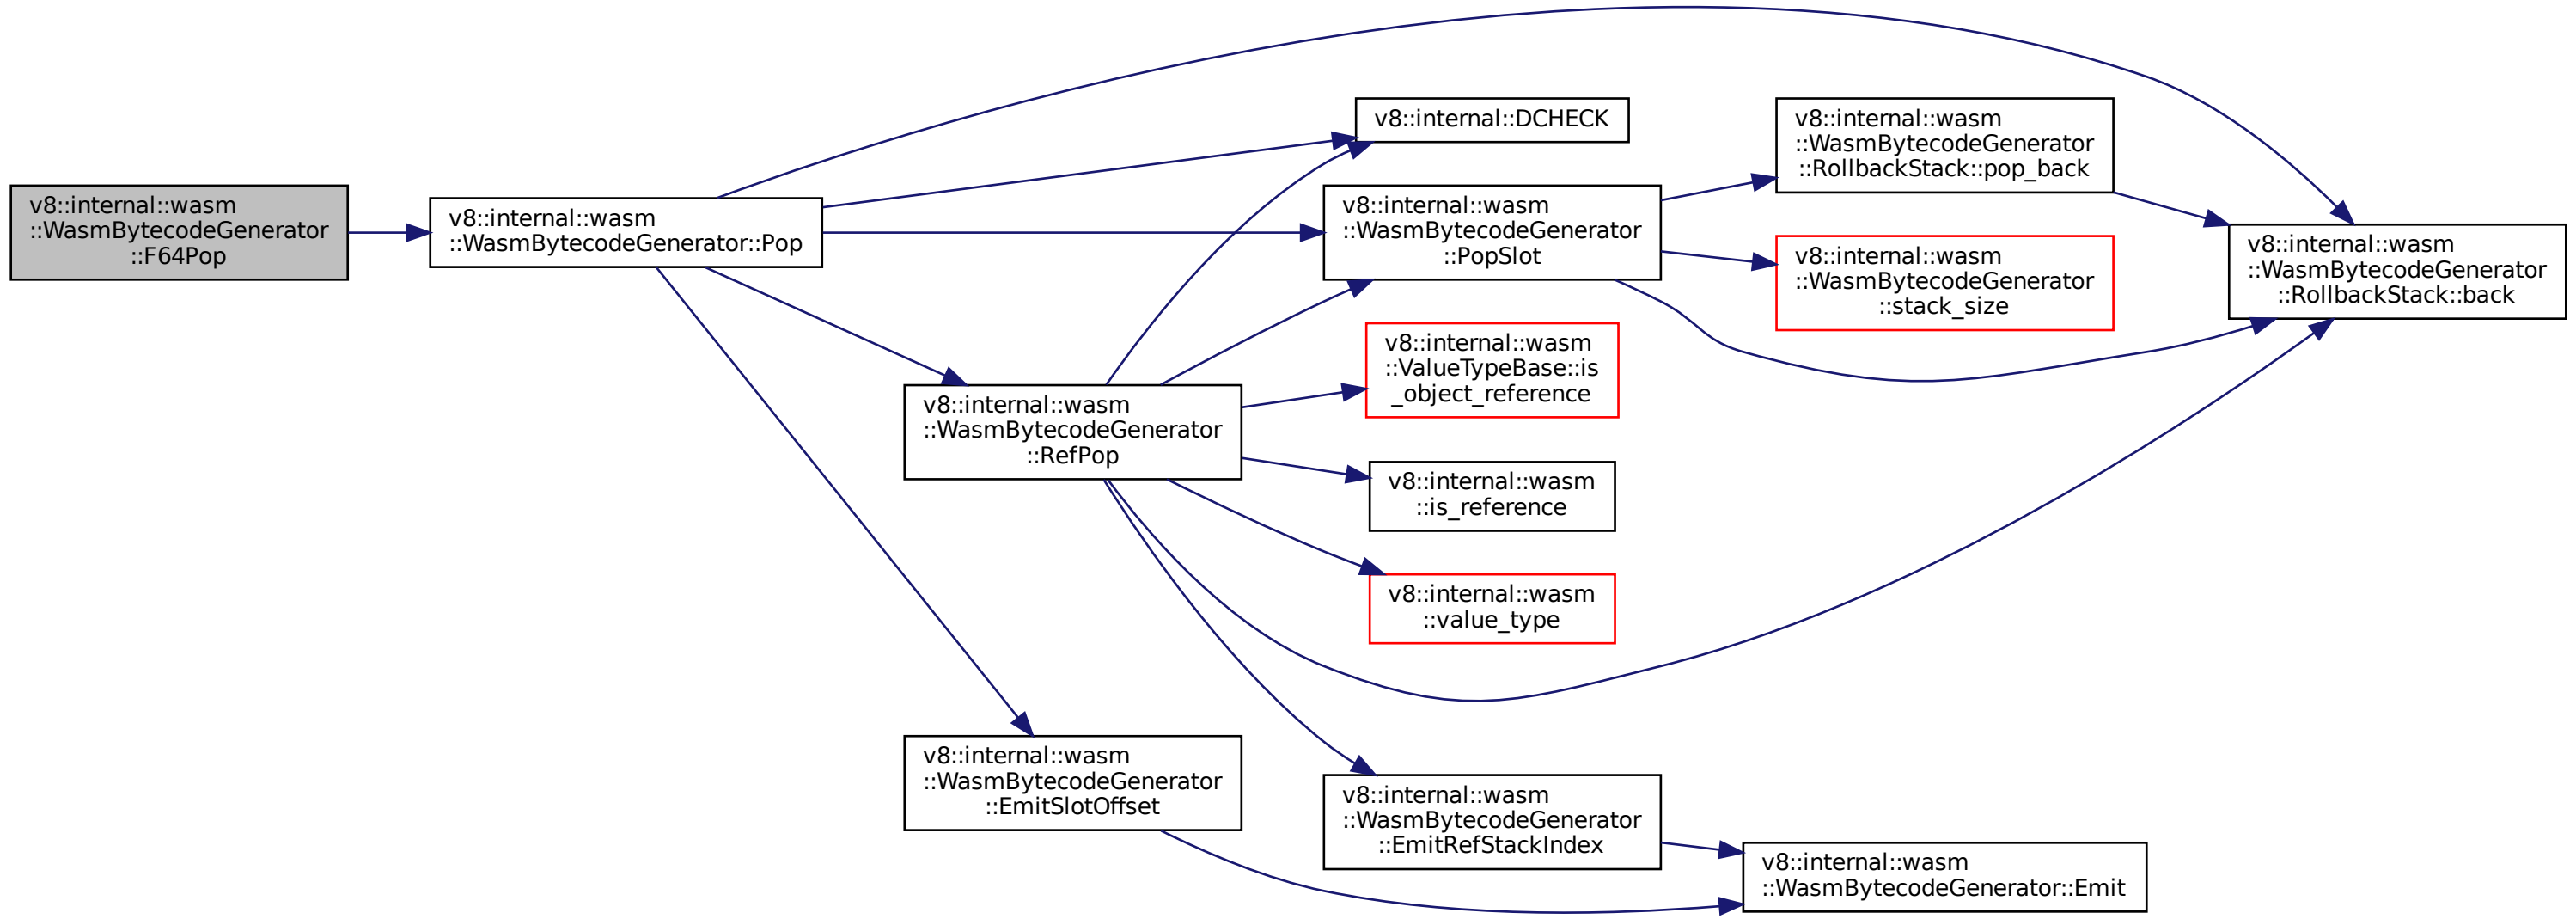 v8::internal::wasm
::WasmBytecodeGenerator
::F64Pop
v8::internal::wasm
::WasmBytecodeGenerator::Pop
v8::internal::DCHECK
v8::internal::wasm
::WasmBytecodeGenerator
::PopSlot
v8::internal::wasm
::WasmBytecodeGenerator
::RollbackStack::pop_back
v8::internal::wasm
::WasmBytecodeGenerator
::stack_size
v8::internal::wasm
::WasmBytecodeGenerator
::RollbackStack::back
v8::internal::wasm
::ValueTypeBase::is
_object_reference
v8::internal::wasm
::WasmBytecodeGenerator
::RefPop
v8::internal::wasm
::is_reference
v8::internal::wasm
::value_type
v8::internal::wasm
::WasmBytecodeGenerator
::EmitSlotOffset
v8::internal::wasm
::WasmBytecodeGenerator
::EmitRefStackIndex
v8::internal::wasm
::WasmBytecodeGenerator::Emit